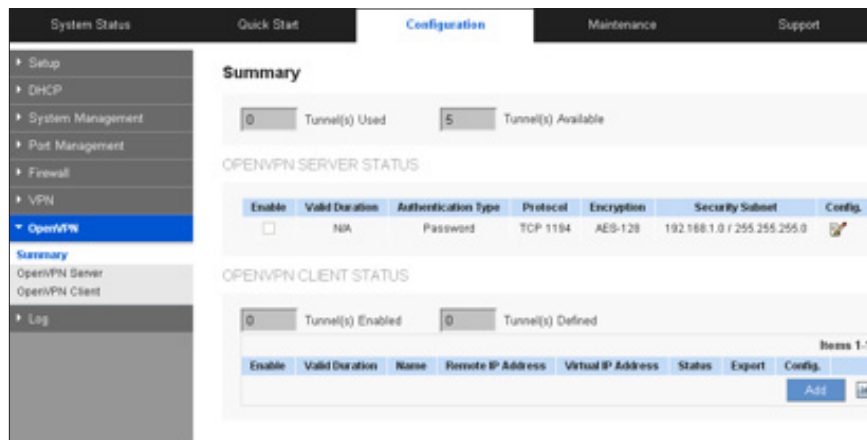 System Status Quick Start Configuration Maintenance Support
Setup
DHCP
System Management
Port Management
Firewall
VPN
OpenVPN
Summary
OpenVPN Server
OpenVPN Client
Log
Summary
0 Tunnel(s) Used 5 Tunnel(s) Available
OPENVPN SERVER STATUS
Enable Valid Duration Authentication Type Protocol Encryption Security Subnet Config.
N/A Password TCP 1194 AES-128 192.168.1.0 / 255.255.255.0
OPENVPN CLIENT STATUS
0 Tunnel(s) Enabled 0 Tunnel(s) Defined
Items 1-
Enable Valid Duration Name Remote IP Address Virtual IP Address Status Export Config.
Add